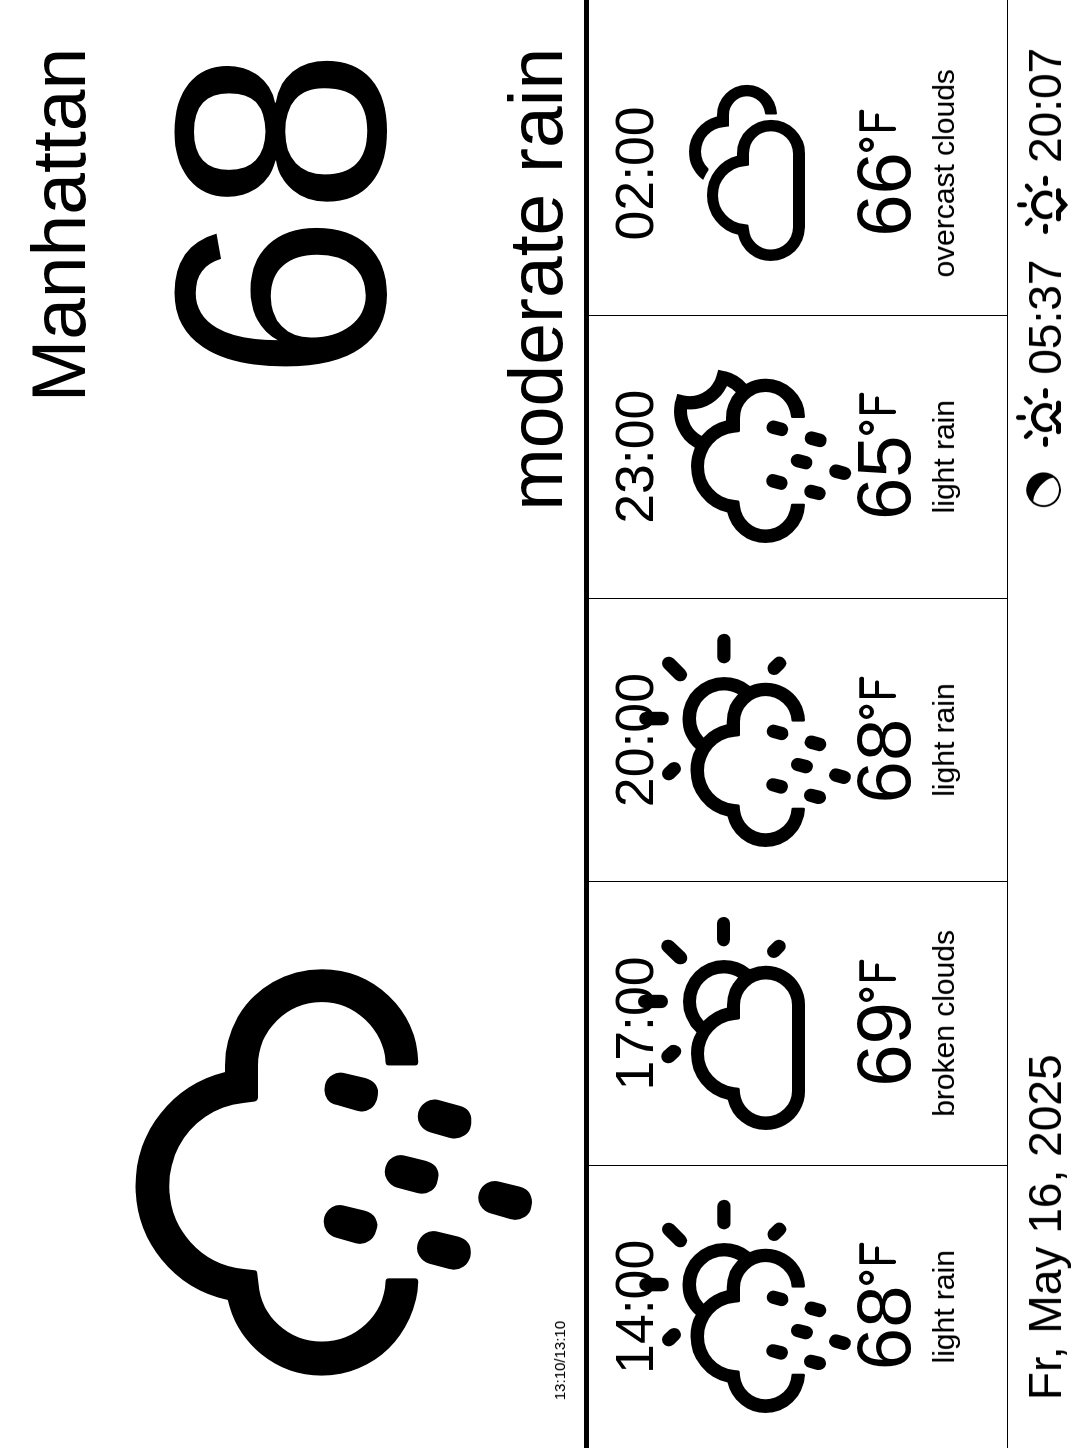 Manhattan
68
moderate rain
13:10/13:10
14:00
68°F
light rain
17:00
69°F
broken clouds
20:00
68°F
light rain
23:00
65°F
light rain
02:00
66°F
overcast clouds
Fr, May 16, 2025
05:37
20:07